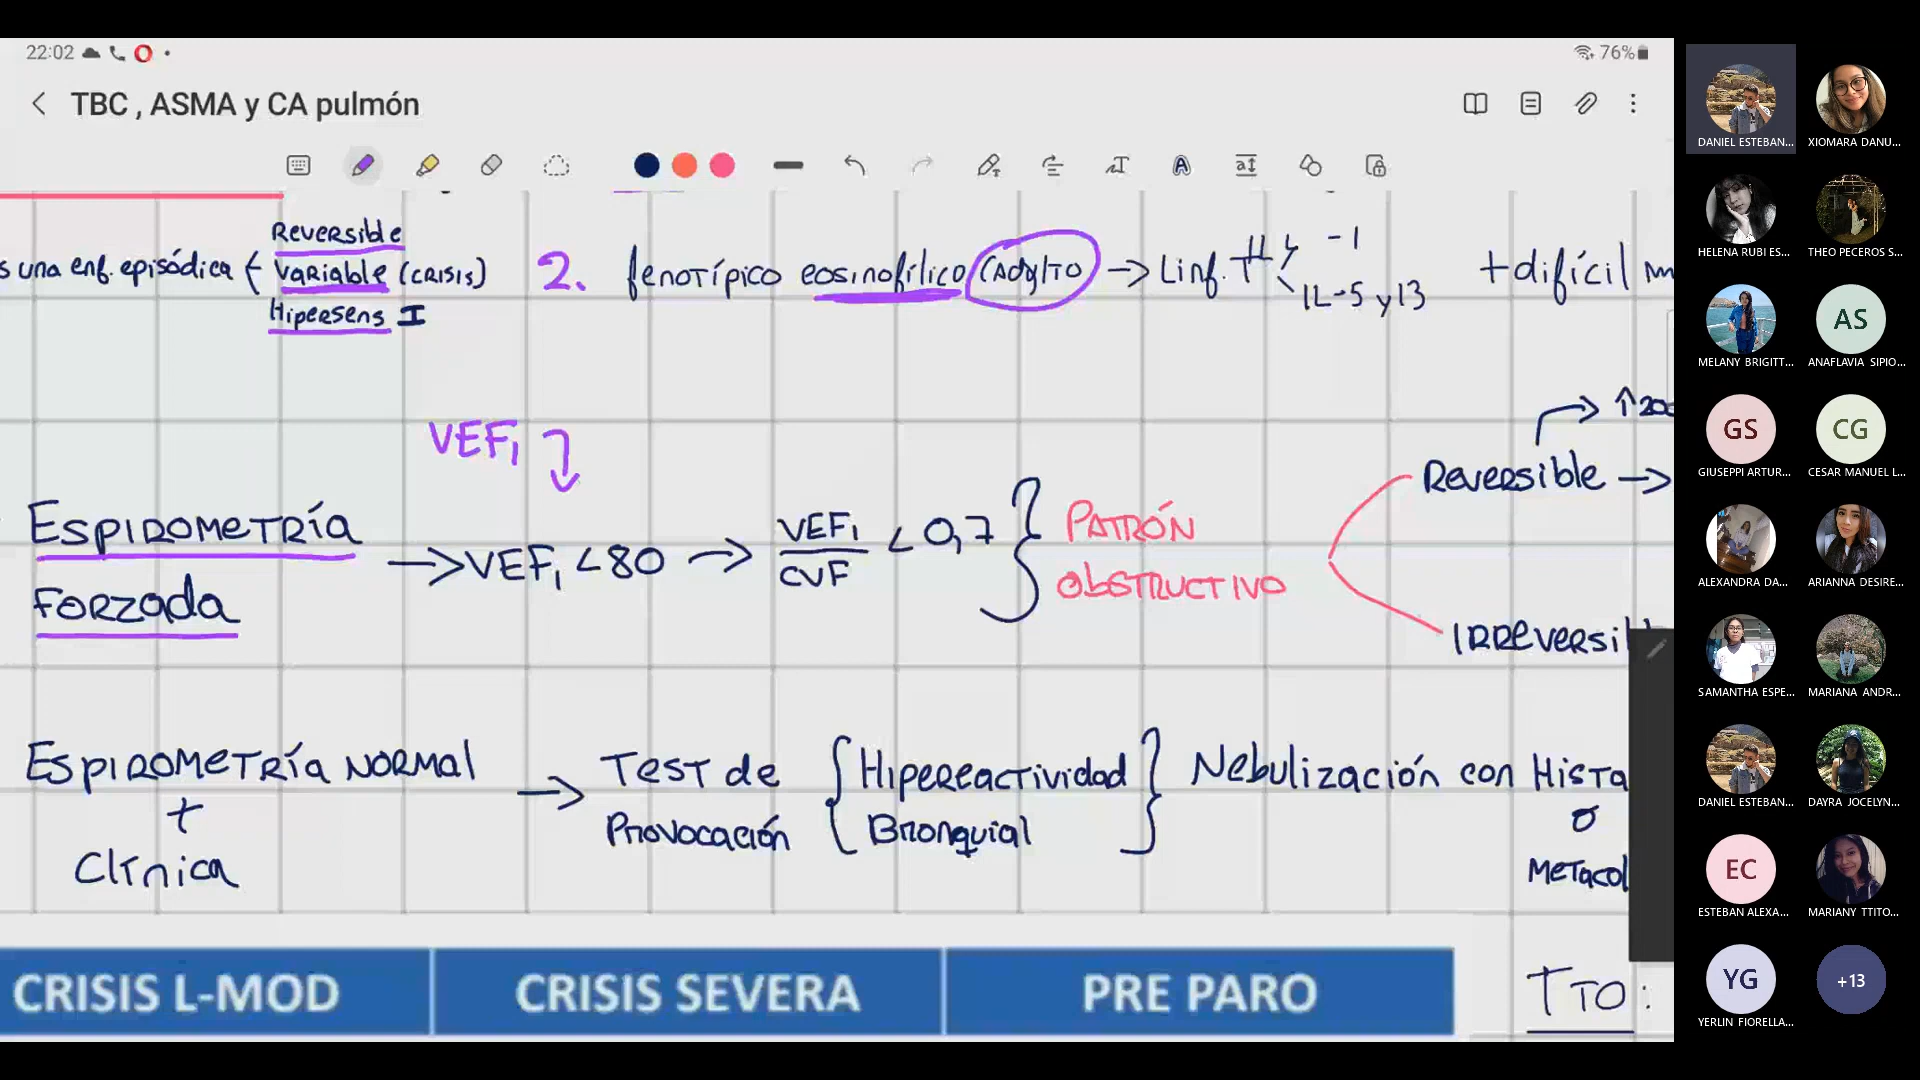 22:02
76%
TBC , ASMA y CA pulmón
Reversible
s una enf. episódica
Variable (CRISIS)
Hipersens I
2. fenotípico eosinofílico (Adulto → Linf.
-1
IL-5 y 13
+ difícil m
↑200
VEF1 ↓
Espirometría
Forzada
→ VEF1 < 80 → VEF1 / CVF < 0,7 } Patrón
obstructivo
Reversible →
Irreversi
Espirometría normal
+
Clínica
→ Test de
Provocación
{ Hipereactividad
Bronquial }
Nebulización con Hista
o
Metacol
CRISIS L-MOD
CRISIS SEVERA
PRE PARO
TTO:
DANIEL ESTEBAN...
XIOMARA DANU...
HELENA RUBI ES...
THEO PECEROS S...
MELANY BRIGITT...
AS
ANAFLAVIA SIPIO...
GS
GIUSEPPI ARTUR...
CG
CESAR MANUEL L...
ALEXANDRA DA...
ARIANNA DESIRE...
SAMANTHA ESPE...
MARIANA ANDR...
DANIEL ESTEBAN...
DAYRA JOCELYN...
EC
ESTEBAN ALEXA...
MARIANY TTITO...
YG
YERLIN FIORELLA...
+13